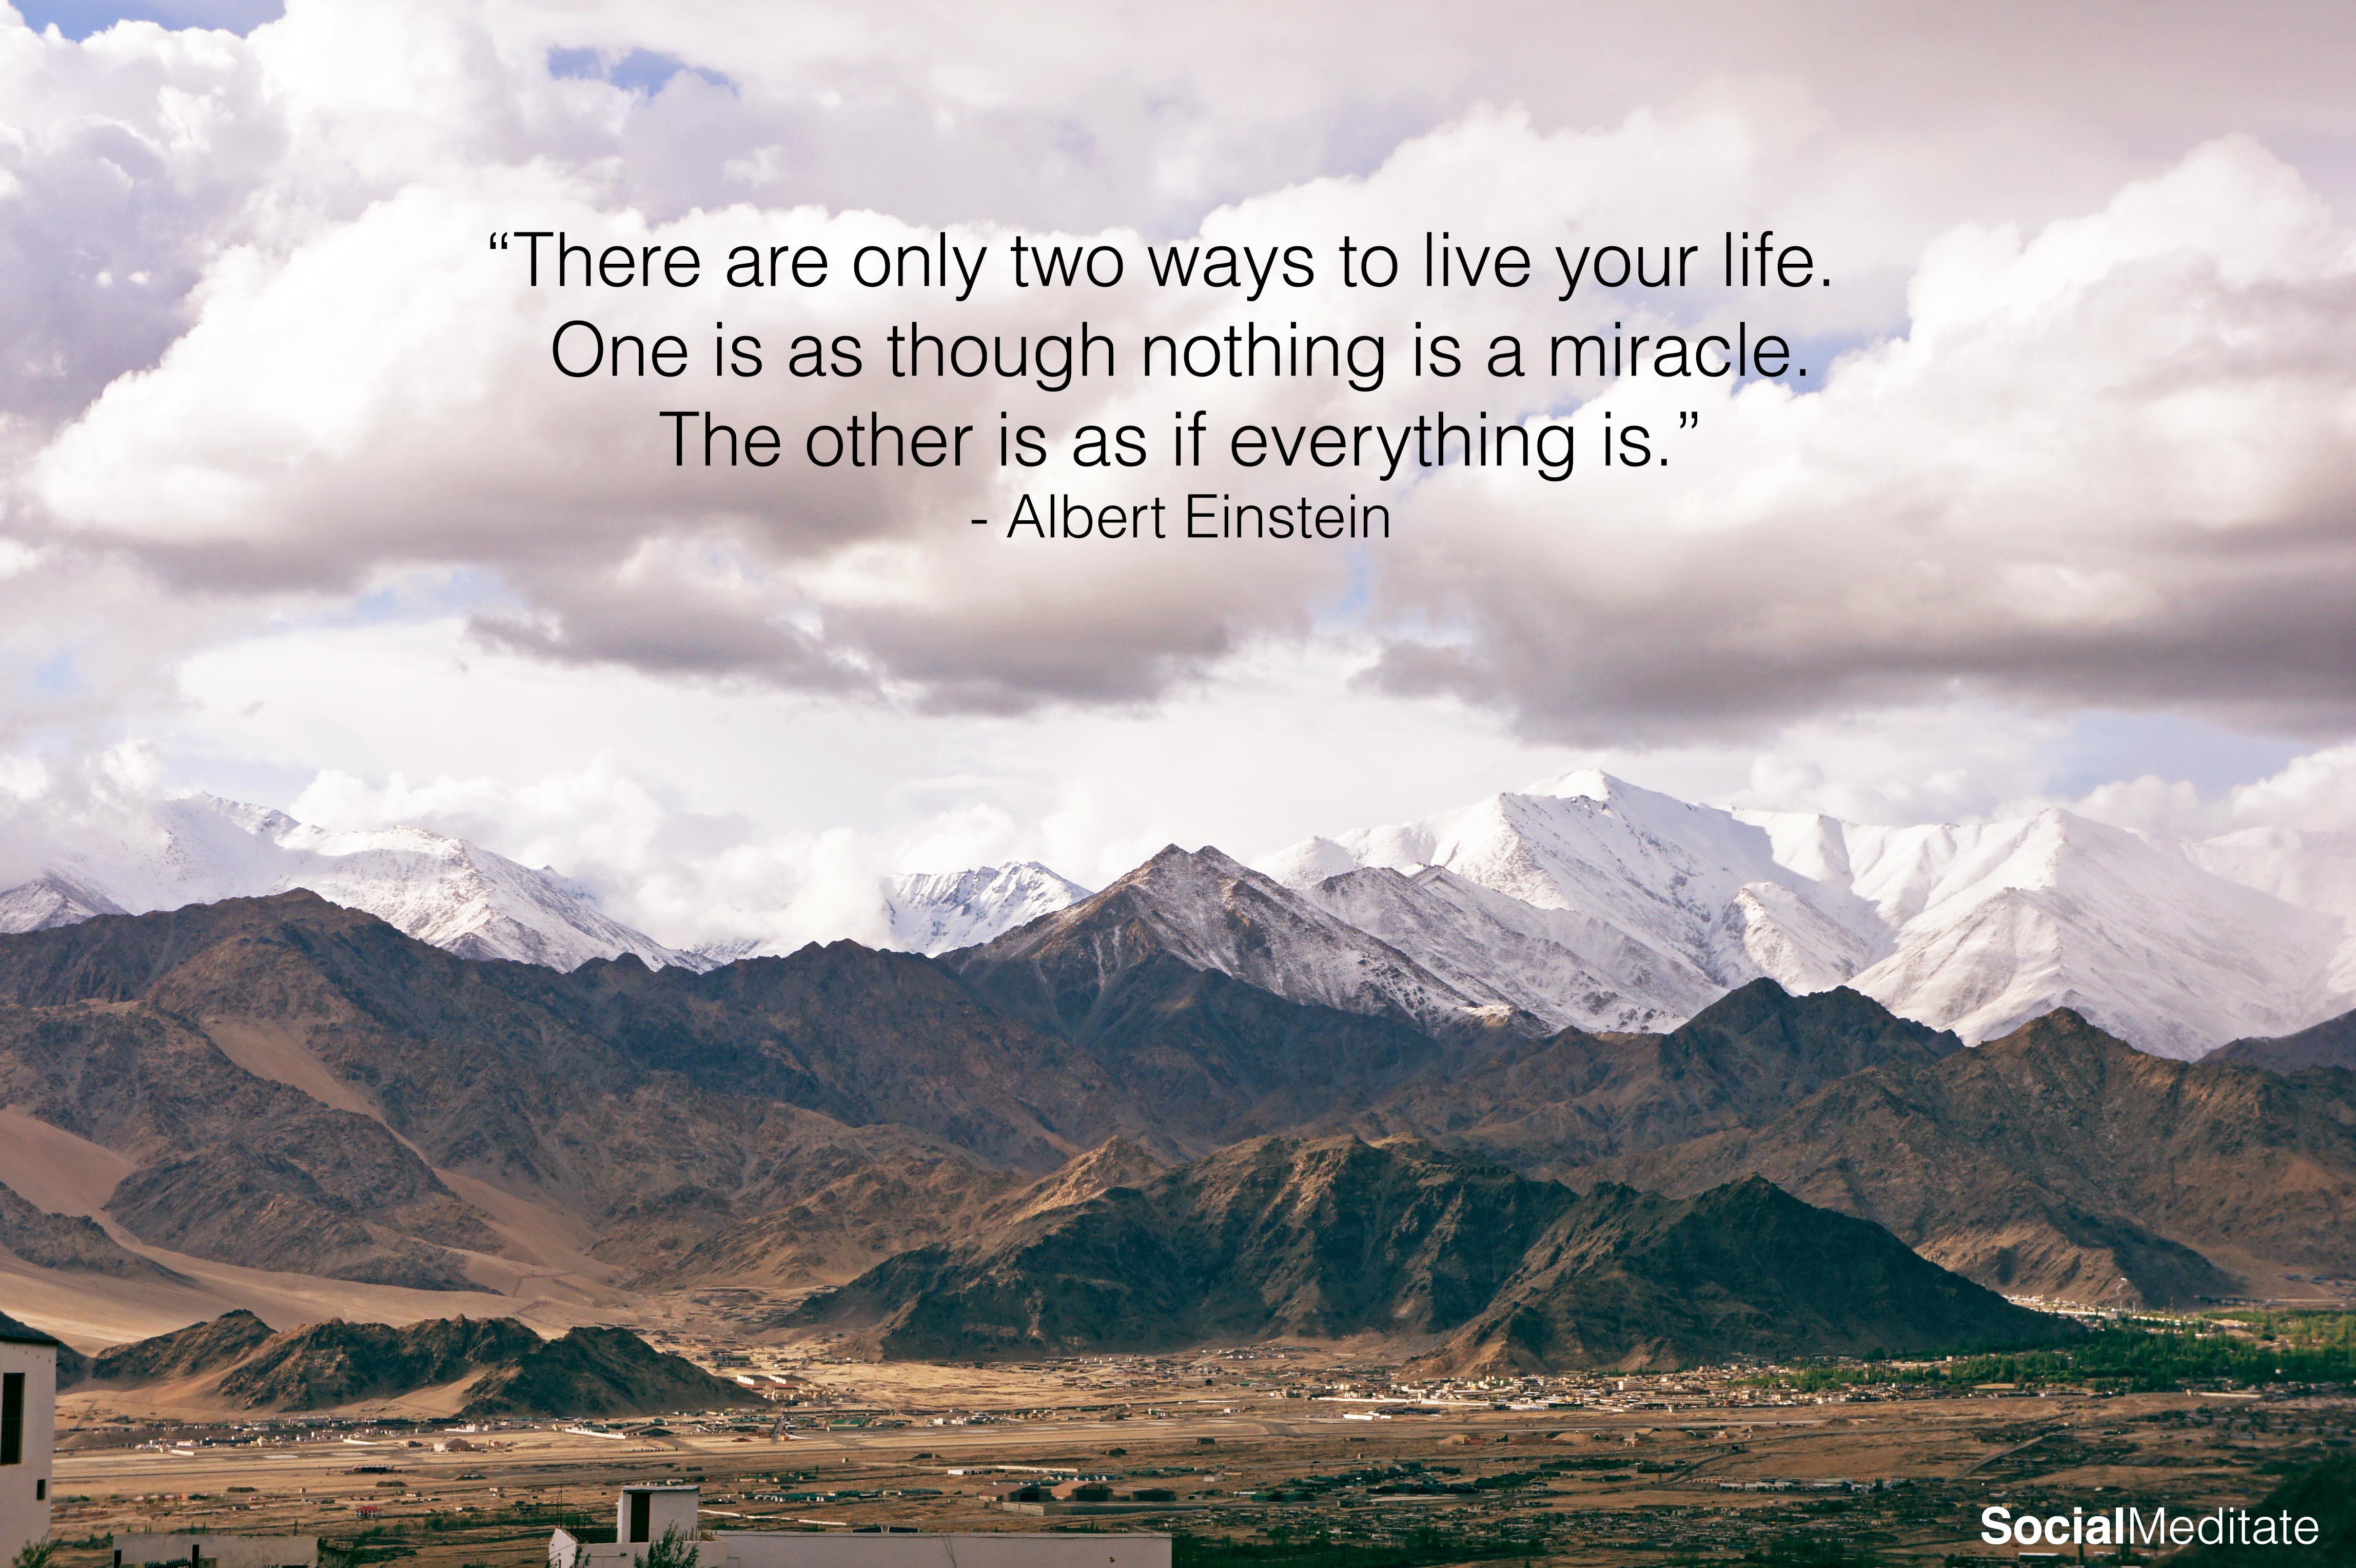 “There are only two ways to live your life.
One is as though nothing is a miracle.
The other is as if everything is.”
- Albert Einstein
SocialMeditate